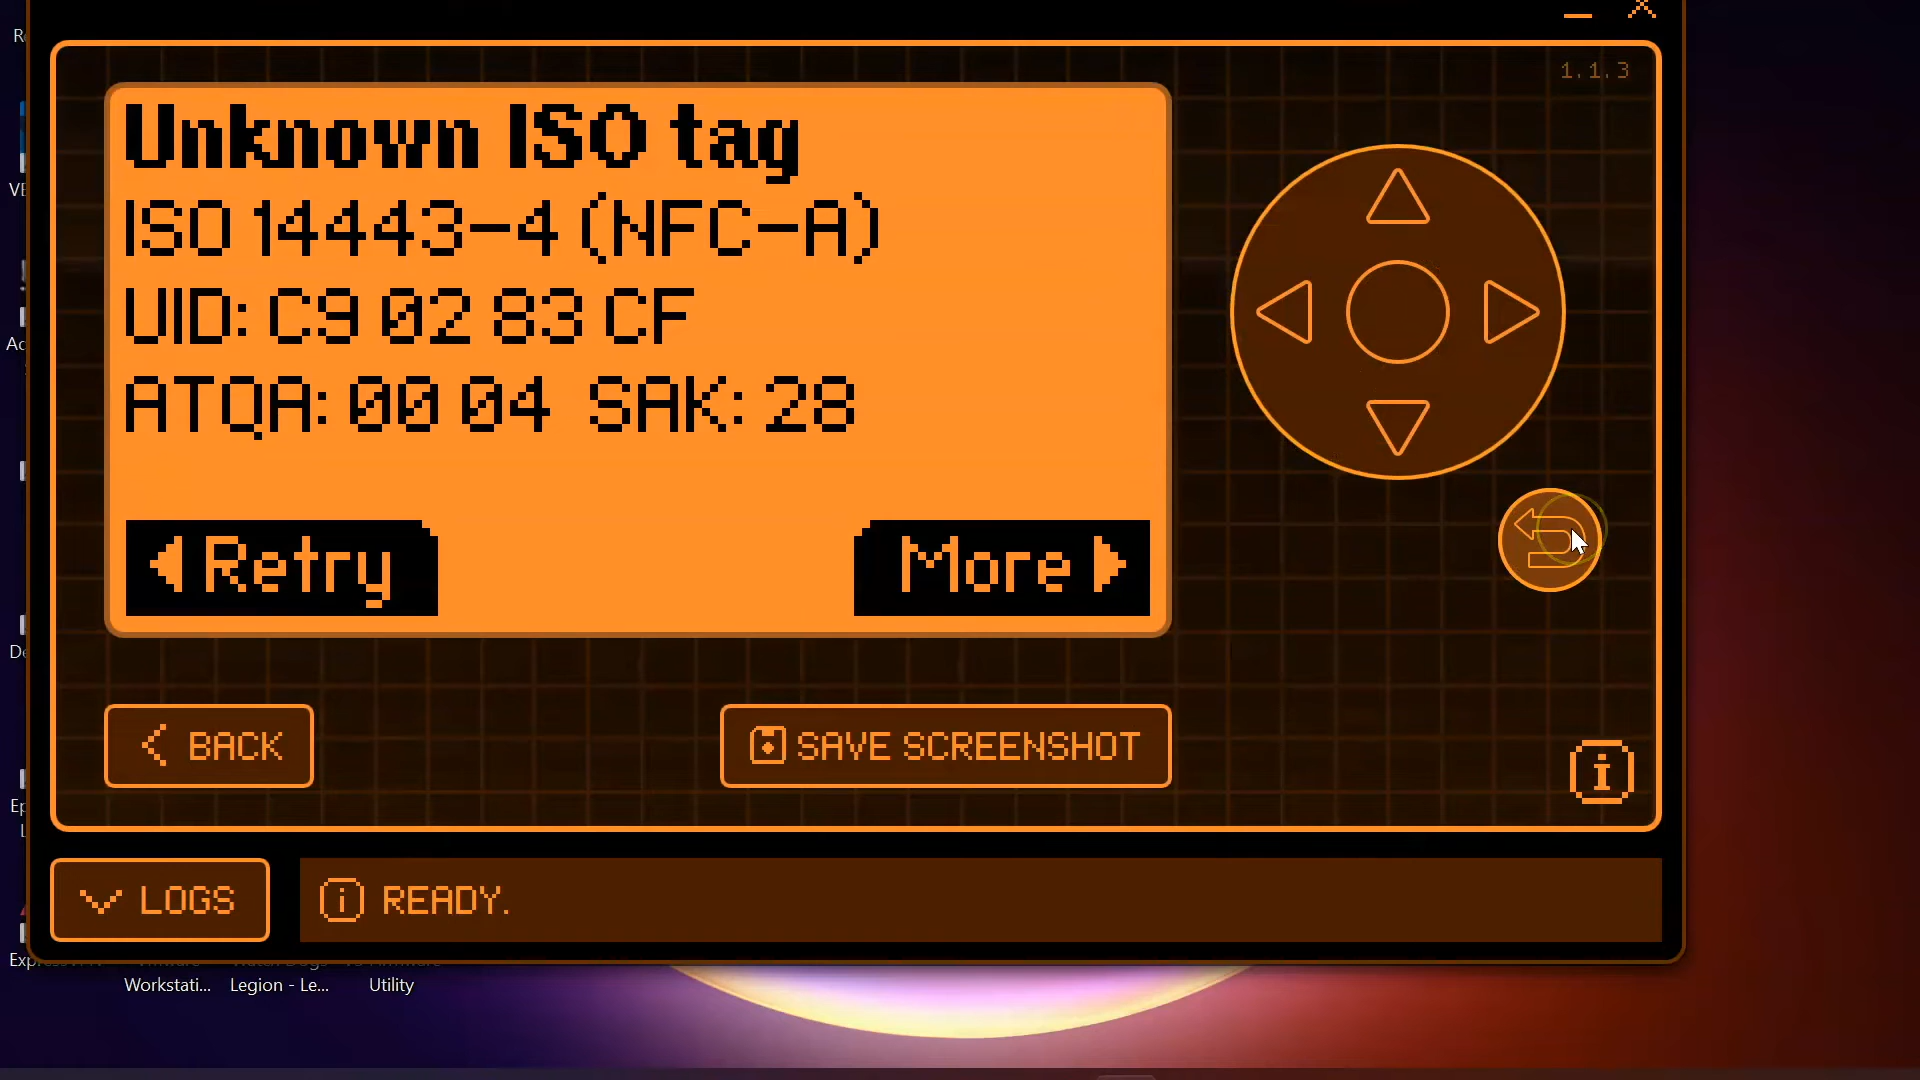 1.1.3
Unknown ISO tag
ISO 14443-4 (NFC-A)
UID: C9 02 83 CF
ATQA: 00 04 SAK: 28
Retry
More
BACK
SAVE SCREENSHOT
LOGS
READY.
Workstati...
Legion - Le...
Utility